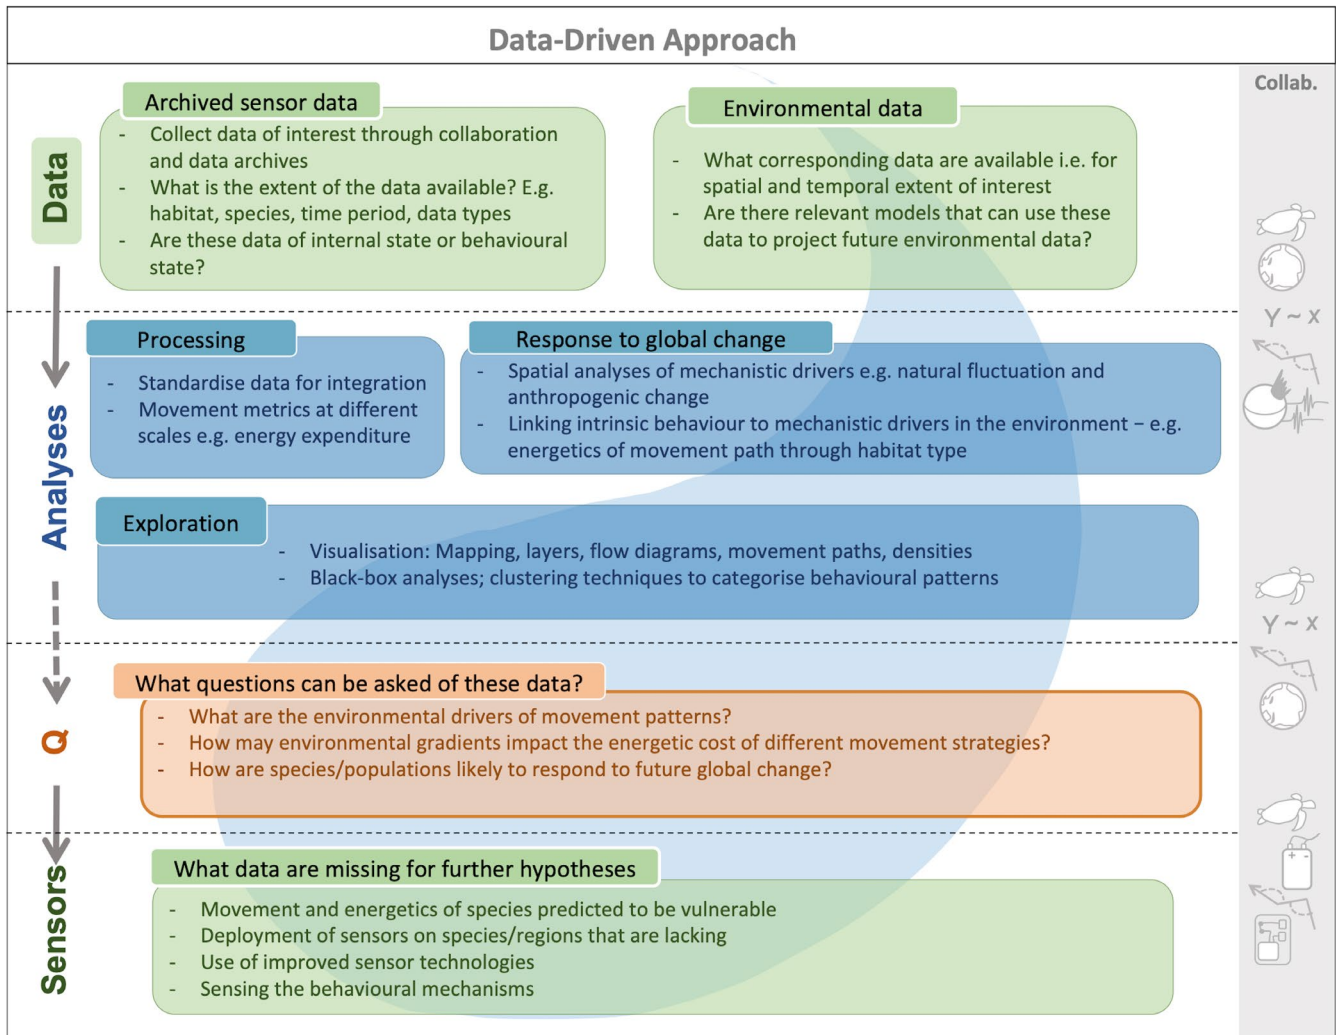 Data-Driven Approach
Collab.
Data
Archived sensor data
- Collect data of interest through collaboration
and data archives
- What is the extent of the data available? E.g.
habitat, species, time period, data types
- Are these data of internal state or behavioural
state?
Environmental data
- What corresponding data are available i.e. for
spatial and temporal extent of interest
- Are there relevant models that can use these
data to project future environmental data?
Analyses
Processing
- Standardise data for integration
- Movement metrics at different
scales e.g. energy expenditure
Response to global change
- Spatial analyses of mechanistic drivers e.g. natural fluctuation and
anthropogenic change
- Linking intrinsic behaviour to mechanistic drivers in the environment – e.g.
energetics of movement path through habitat type
Y ~ X
Exploration
- Visualisation: Mapping, layers, flow diagrams, movement paths, densities
- Black-box analyses; clustering techniques to categorise behavioural patterns
Y ~ X
Q
What questions can be asked of these data?
- What are the environmental drivers of movement patterns?
- How may environmental gradients impact the energetic cost of different movement strategies?
- How are species/populations likely to respond to future global change?
Sensors
What data are missing for further hypotheses
- Movement and energetics of species predicted to be vulnerable
- Deployment of sensors on species/regions that are lacking
- Use of improved sensor technologies
- Sensing the behavioural mechanisms
+ -